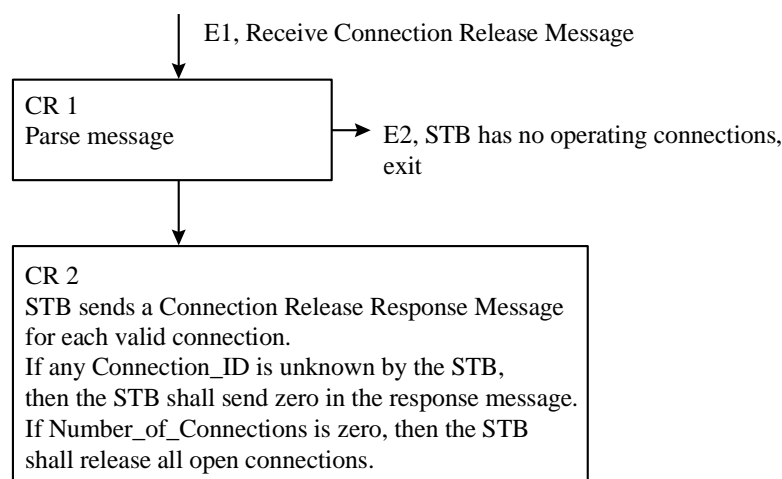 E1, Receive Connection Release Message
CR 1
Parse message
E2, STB has no operating connections,
exit
CR 2
STB sends a Connection Release Response Message
for each valid connection.
If any Connection_ID is unknown by the STB,
then the STB shall send zero in the response message.
If Number_of_Connections is zero, then the STB
shall release all open connections.